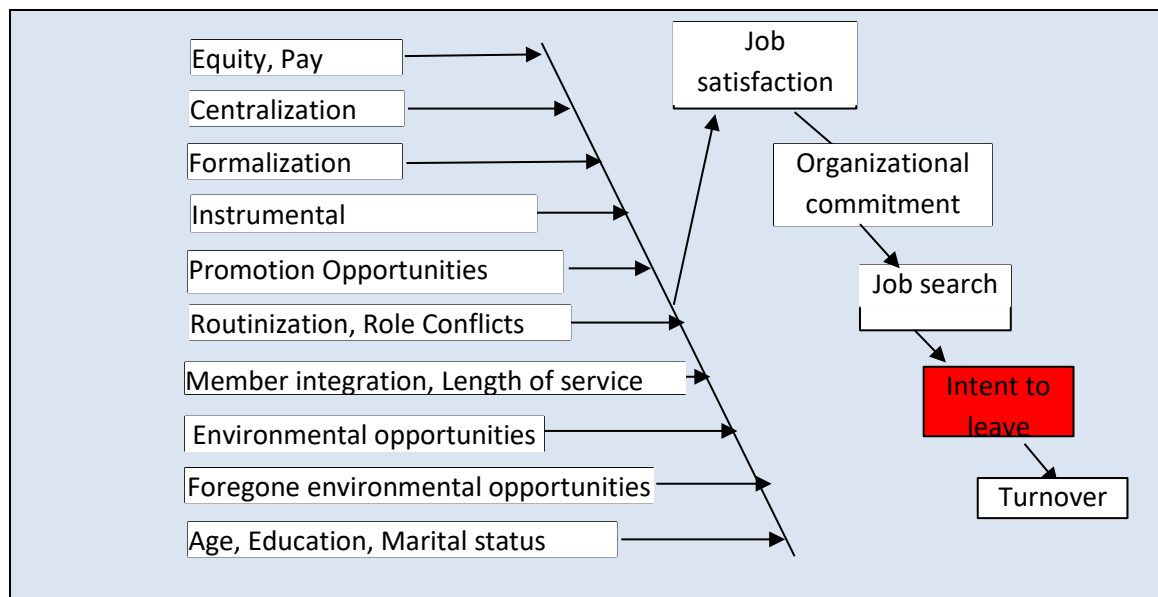 Equity, Pay
Centralization
Formalization
Instrumental
Promotion Opportunities
Routinization, Role Conflicts
Member integration, Length of service
Environmental opportunities
Foregone environmental opportunities
Age, Education, Marital status
Job
satisfaction
Organizational
commitment
Job search
Intent to
leave
Turnover